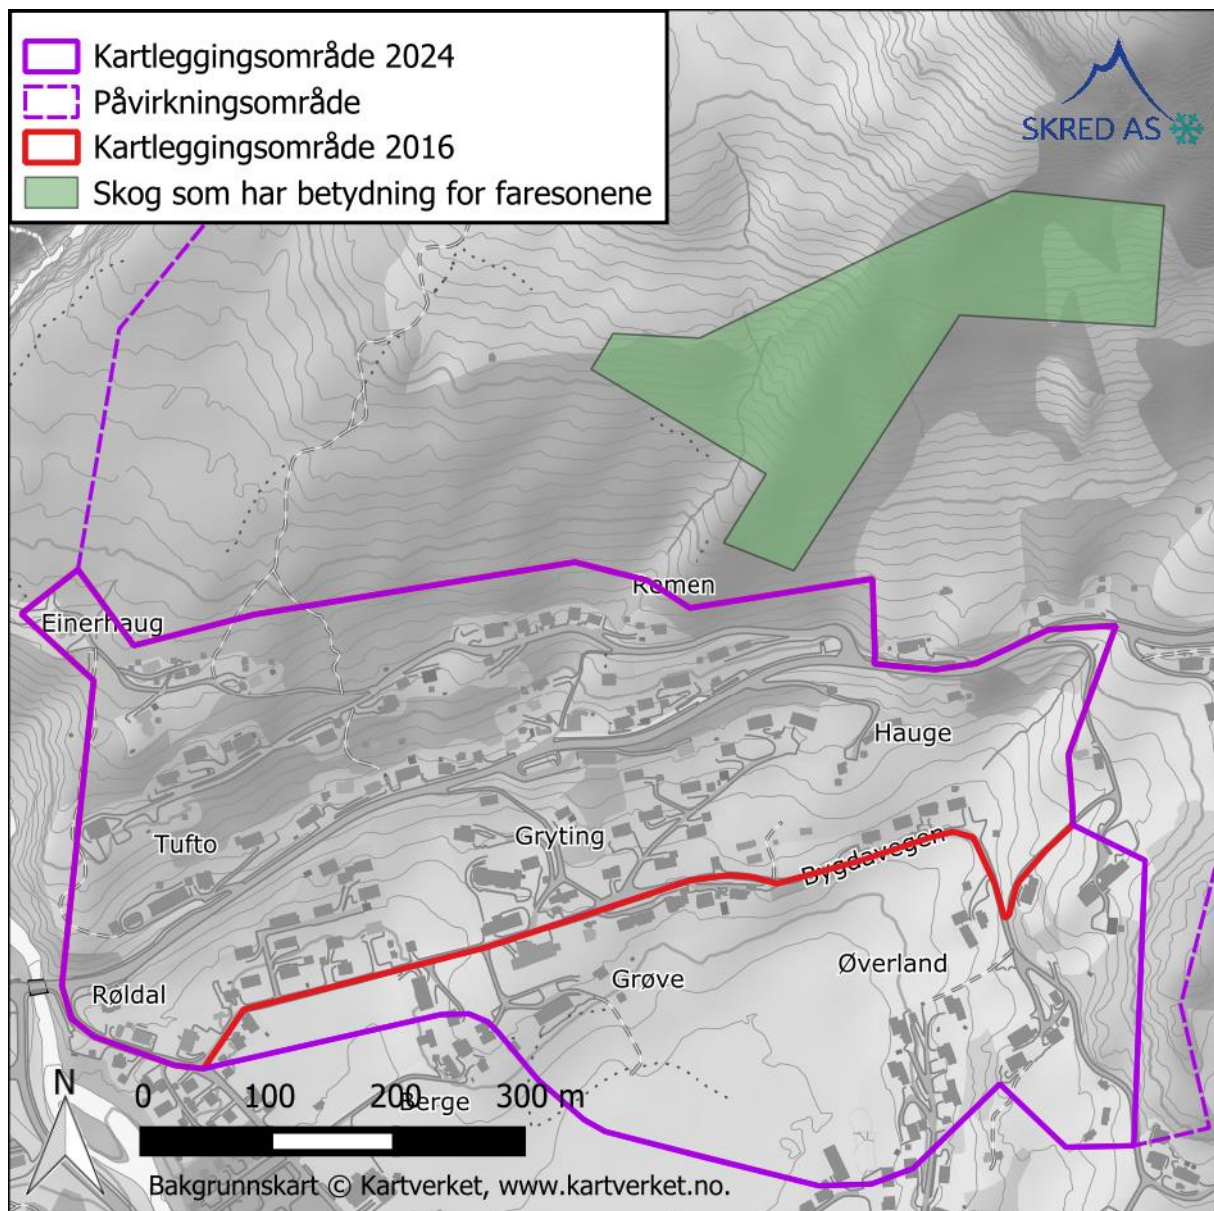 Kartleggingsområde 2024
Påvirkningsområde
Kartleggingsområde 2016
Skog som har betydning for faresonene
SKRED AS
Rømen
Einerhaug
Hauge
Tufto
Gryting
Bygdavegen
Øverland
Grøve
Røldal
N
0 100 200 300 m
Berge
Bakgrunnskart © Kartverket, www.kartverket.no.